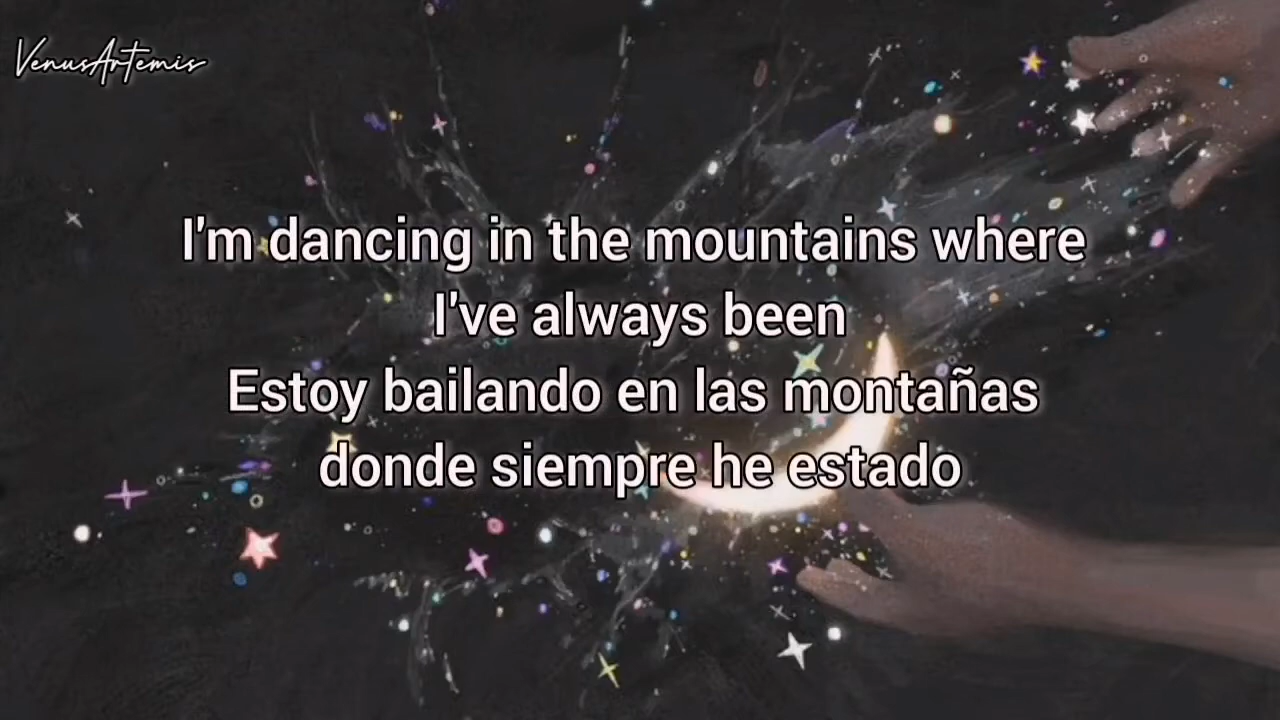 VenusArtemis
I'm dancing in the mountains where
I've always been
Estoy bailando en las montañas
donde siempre he estado